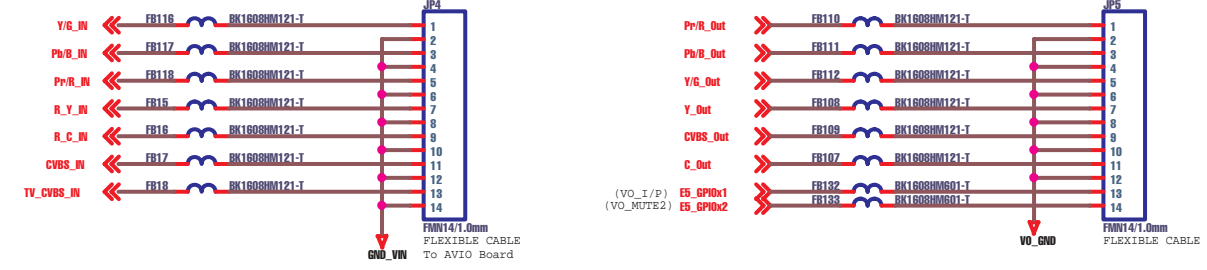 JP4
Y/G_IN FB116 BK1608HM121-T 1
2
Pb/B_IN FB117 BK1608HM121-T 3
4
Pr/R_IN FB118 BK1608HM121-T 5
6
R_Y_IN FB15 BK1608HM121-T 7
8
R_C_IN FB16 BK1608HM121-T 9
10
CVBS_IN FB17 BK1608HM121-T 11
12
TV_CVBS_IN FB18 BK1608HM121-T 13
14
FMN14/1.0mm
FLEXIBLE CABLE
GND_VIN To AVIO Board
JP5
Pr/R_Out FB110 BK1608HM121-T 1
2
Pb/B_Out FB111 BK1608HM121-T 3
4
Y/G_Out FB112 BK1608HM121-T 5
6
Y_Out FB108 BK1608HM121-T 7
8
CVBS_Out FB109 BK1608HM121-T 9
10
C_Out FB107 BK1608HM121-T 11
12
(VO_I/P) E5_GPIOx1 FB132 BK1608HM601-T 13
(VO_MUTE2) E5_GPIOx2 FB133 BK1608HM601-T 14
FMN14/1.0mm
VO_GND FLEXIBLE CABLE